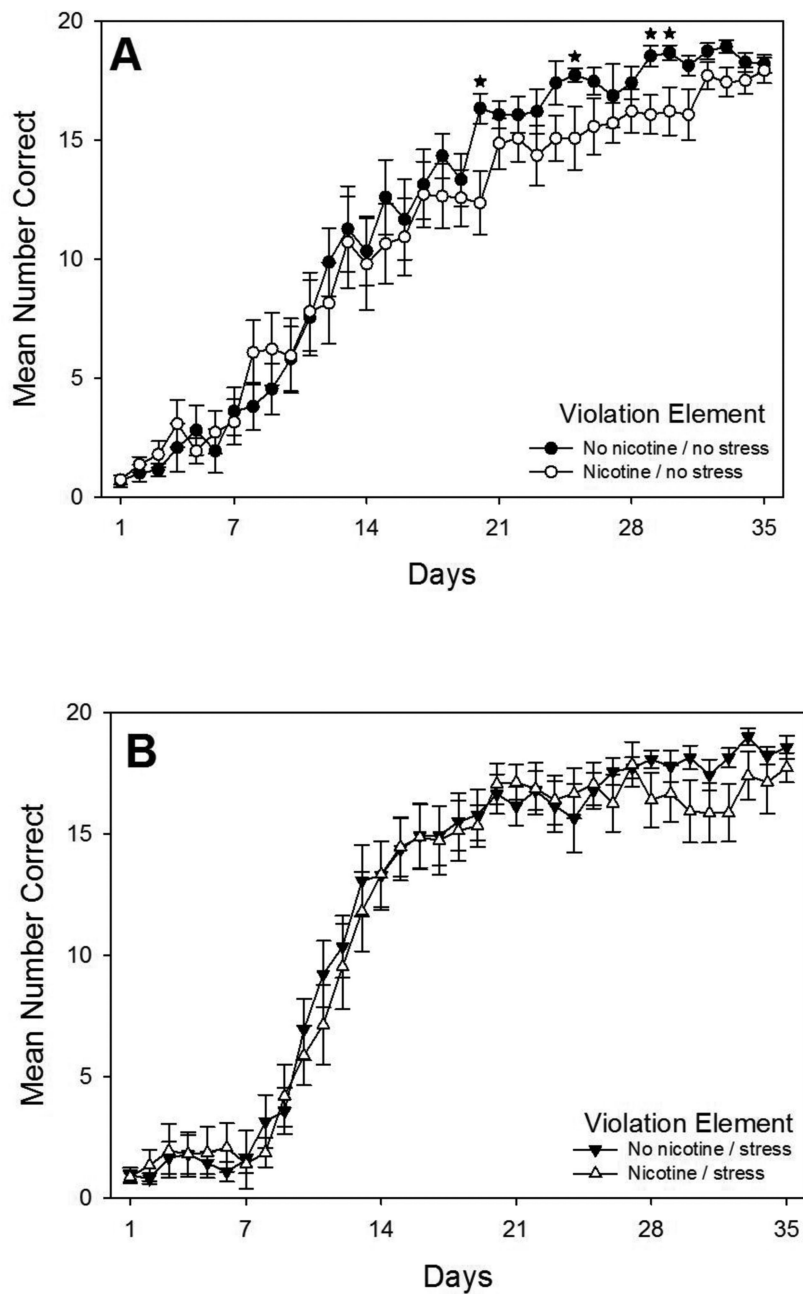 A
20
15
10
5
0
Mean Number Correct
Violation Element
No nicotine / no stress
Nicotine / no stress
1 7 14 21 28 35
Days
B
20
15
10
5
0
Mean Number Correct
Violation Element
No nicotine / stress
Nicotine / stress
1 7 14 21 28 35
Days